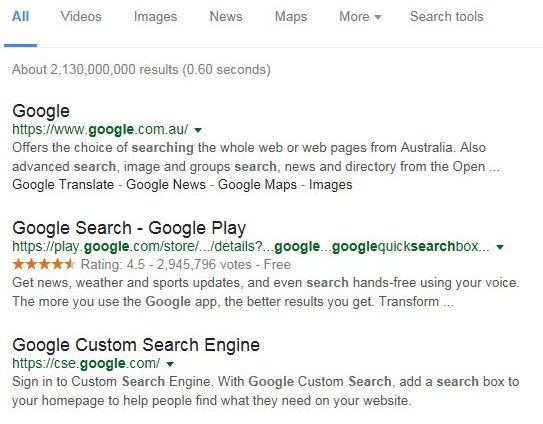 All Videos Images News Maps More Search tools
About 2,130,000,000 results (0.60 seconds)
Google
https://www.google.com.au/
Offers the choice of searching the whole web or web pages from Australia. Also
advanced search, image and groups search, news and directory from the Open ...
Google Translate - Google News - Google Maps - Images
Google Search - Google Play
https://play.google.com/store/.../details?...google...googlequicksearchbox...
Rating: 4.5 - 2,945,796 votes - Free
Get news, weather and sports updates, and even search hands-free using your voice.
The more you use the Google app, the better results you get. Transform ...
Google Custom Search Engine
https://cse.google.com/
Sign in to Custom Search Engine. With Google Custom Search, add a search box to
your homepage to help people find what they need on your website.